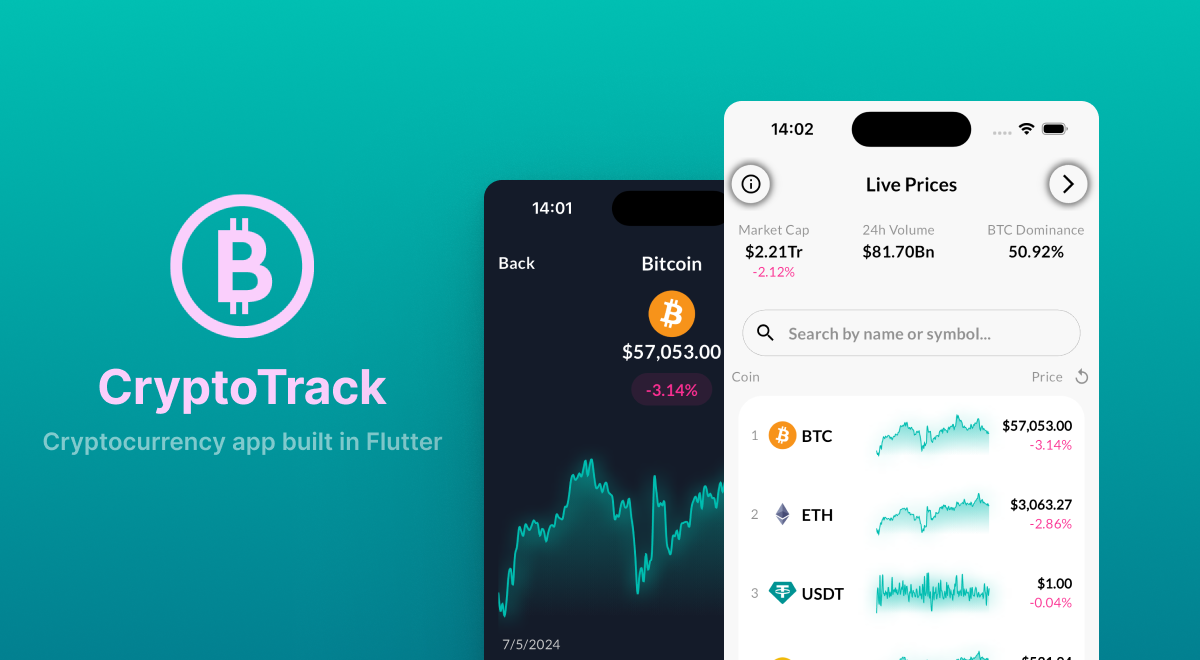 CryptoTrack
Cryptocurrency app built in Flutter
14:01
Back
Bitcoin
$57,053.00
-3.14%
7/5/2024
14:02
Live Prices
Market Cap
24h Volume
BTC Dominance
$2.21Tr
$81.70Bn
50.92%
-2.12%
Search by name or symbol...
Coin
Price
1
BTC
$57,053.00
-3.14%
2
ETH
$3,063.27
-2.86%
3
USDT
$1.00
-0.04%